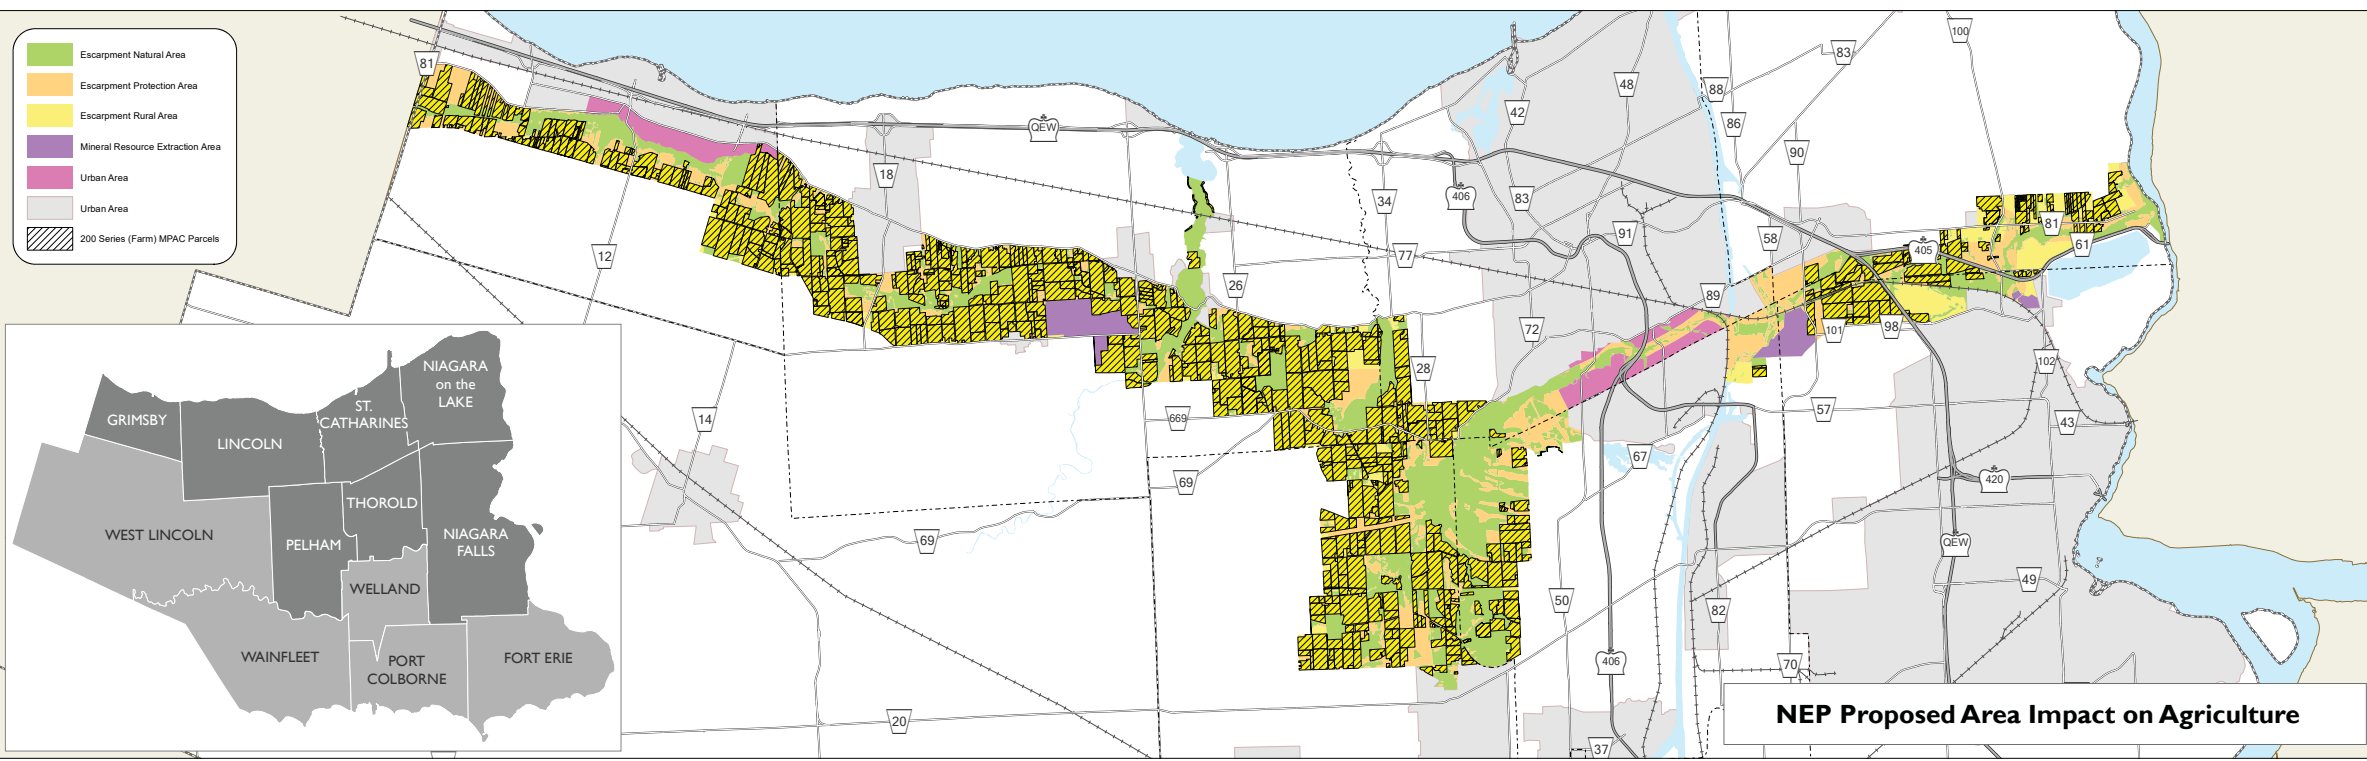 Escarpment Natural Area
Escarpment Protection Area
Escarpment Rural Area
Mineral Resource Extraction Area
Urban Area
Urban Area
200 Series (Farm) MPAC Parcels
81
12
18
QEW
14
669
69
69
20
26
34
77
28
406
42
83
48
91
72
67
50
406
37
88
86
83
100
90
58
89
405
81
61
101
98
102
57
43
420
QEW
49
82
70
GRIMSBY
LINCOLN
ST.
CATHARINES
NIAGARA
on the
LAKE
WEST LINCOLN
PELHAM
THOROLD
NIAGARA
FALLS
WELLAND
WAINFLEET
PORT
COLBORNE
FORT ERIE
NEP Proposed Area Impact on Agriculture